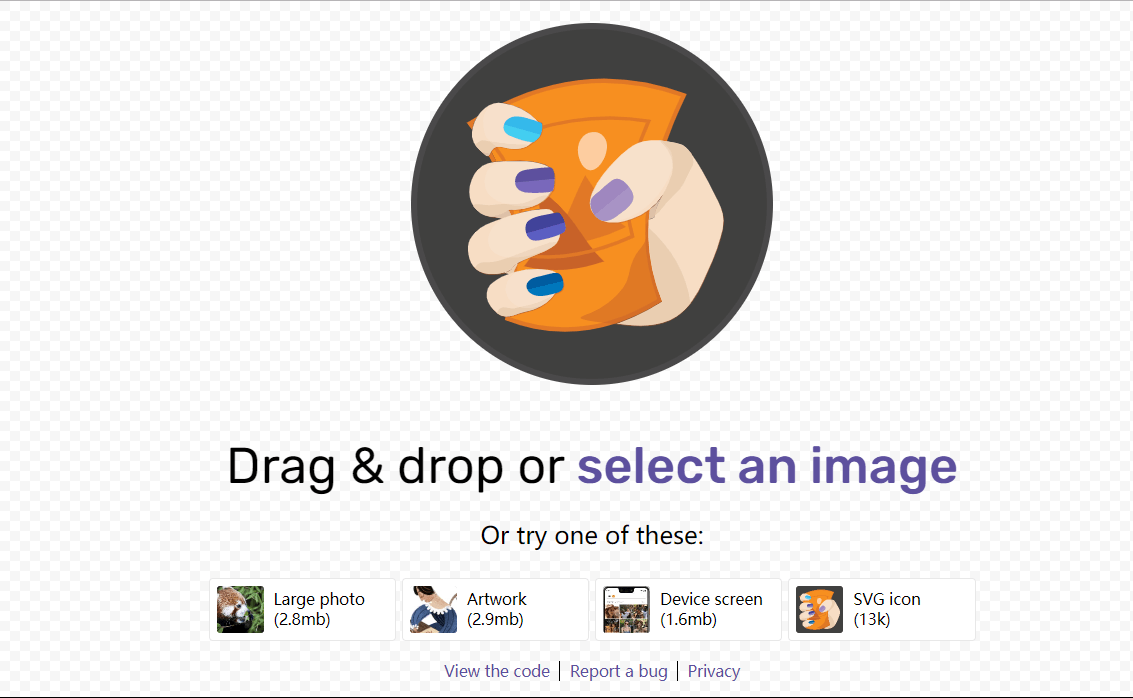 Drag & drop or select an image
Or try one of these:
Large photo
(2.8mb)
Artwork
(2.9mb)
Device screen
(1.6mb)
SVG icon
(13k)
View the code | Report a bug | Privacy